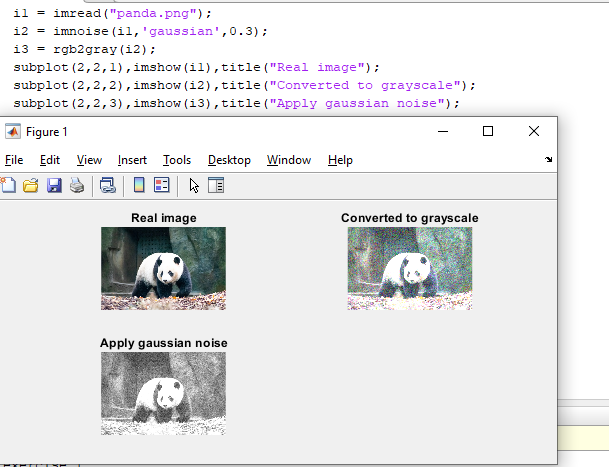 i1 = imread("panda.png");
i2 = imnoise(i1,'gaussian',0.3);
i3 = rgb2gray(i2);
subplot(2,2,1),imshow(i1),title("Real image");
subplot(2,2,2),imshow(i2),title("Converted to grayscale");
subplot(2,2,3),imshow(i3),title("Apply gaussian noise");
Figure 1
File Edit View Insert Tools Desktop Window Help
Real image
Converted to grayscale
Apply gaussian noise